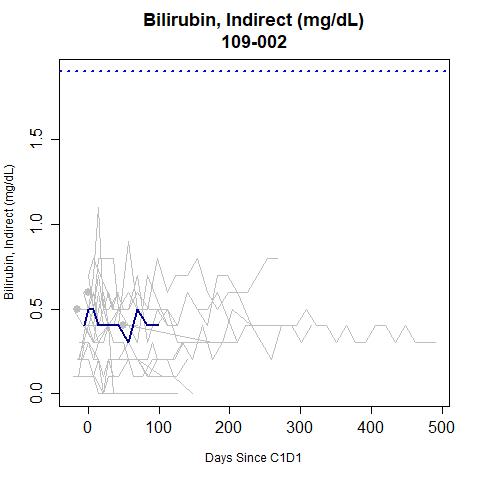 Bilirubin, Indirect (mg/dL)
109-002
Bilirubin, Indirect (mg/dL)
1.5
1.0
0.5
0.0
0 100 200 300 400 500
Days Since C1D1